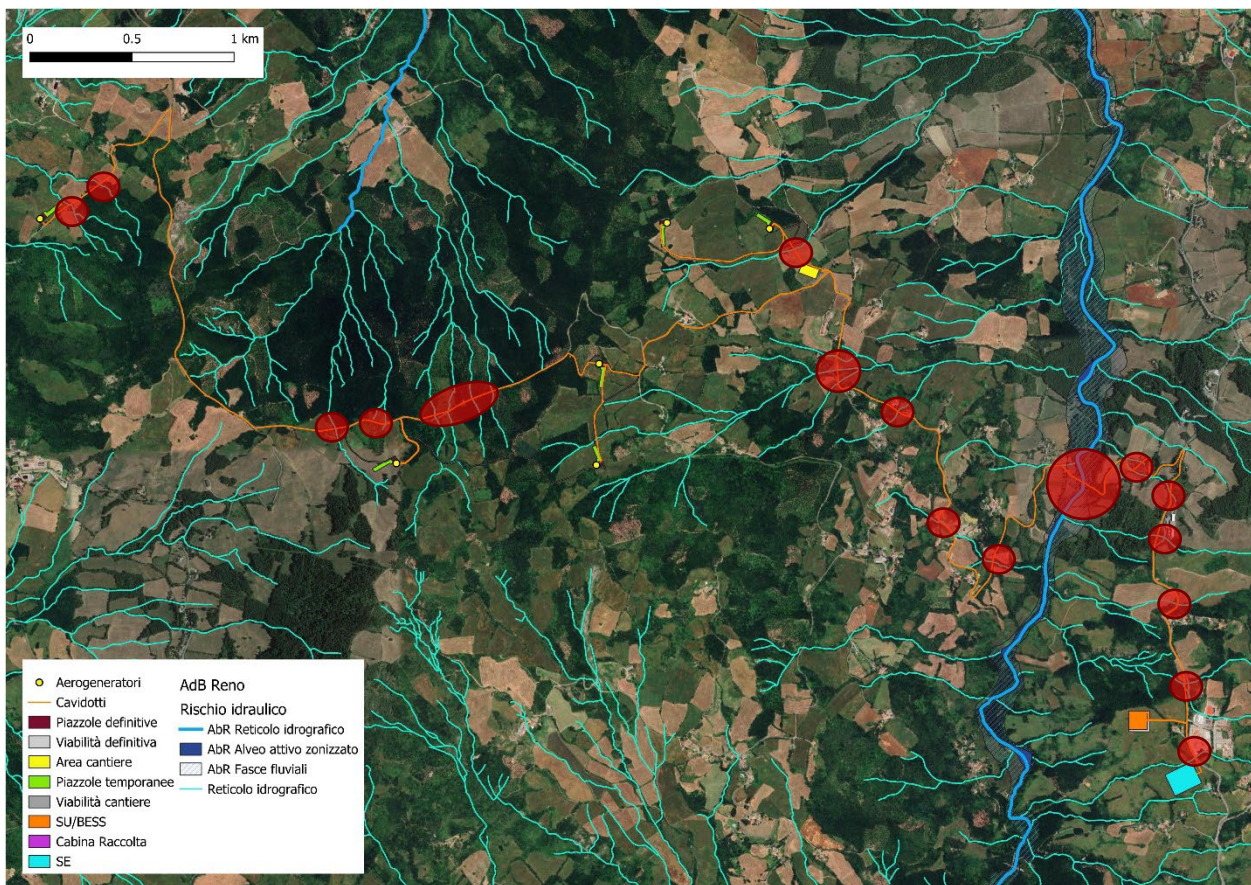 0 0.5 1 km
Aerogeneratori
Cavidotti
Piazzole definitive
Viabilità definitiva
Area cantiere
Piazzole temporanee
Viabilità cantiere
SU/BESS
Cabina Raccolta
SE
AdB Reno
Rischio idraulico
AbR Reticolo idrografico
AbR Alveo attivo zonizzato
AbR Fasce fluviali
Reticolo idrografico